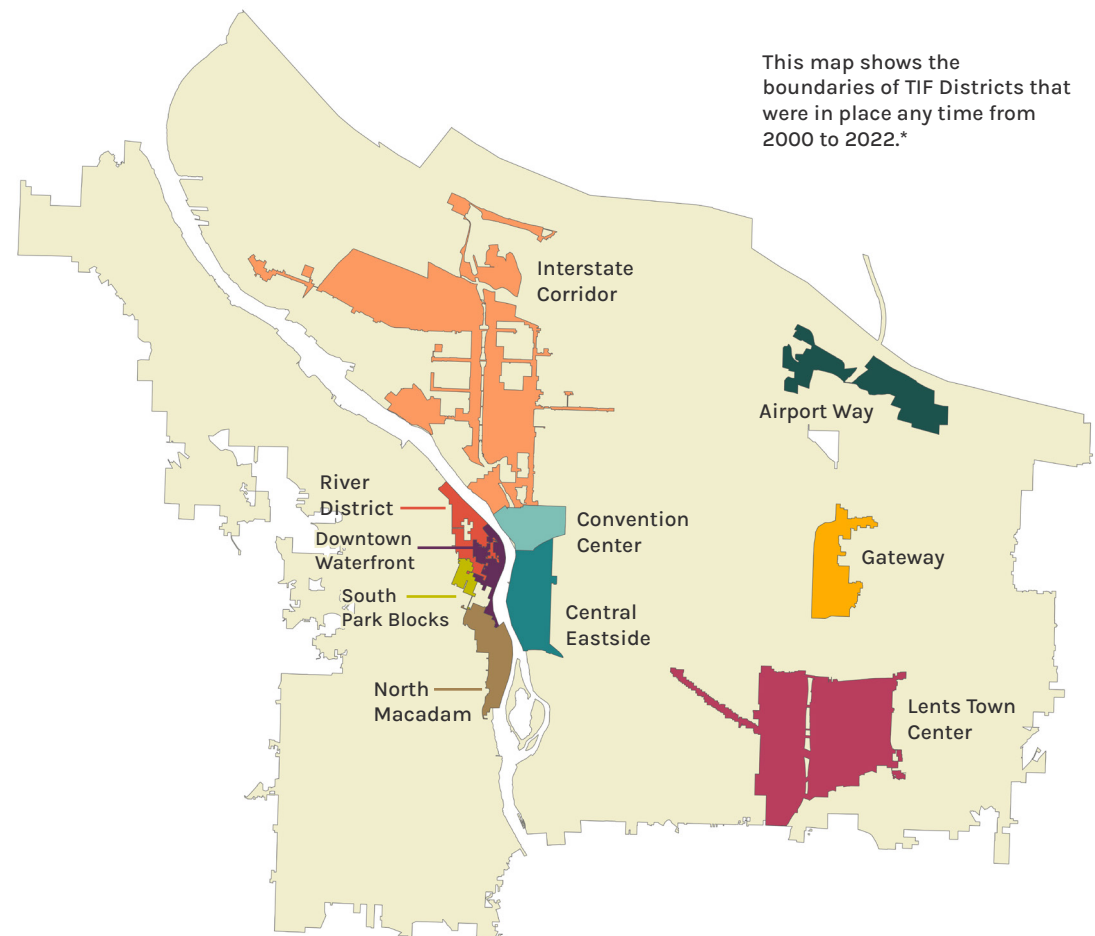 This map shows the
boundaries of TIF Districts that
were in place any time from
2000 to 2022.*
Interstate
Corridor
Airport Way
River
District
Downtown
Waterfront
South
Park Blocks
North
Macadam
Convention
Center
Central
Eastside
Gateway
Lents Town
Center